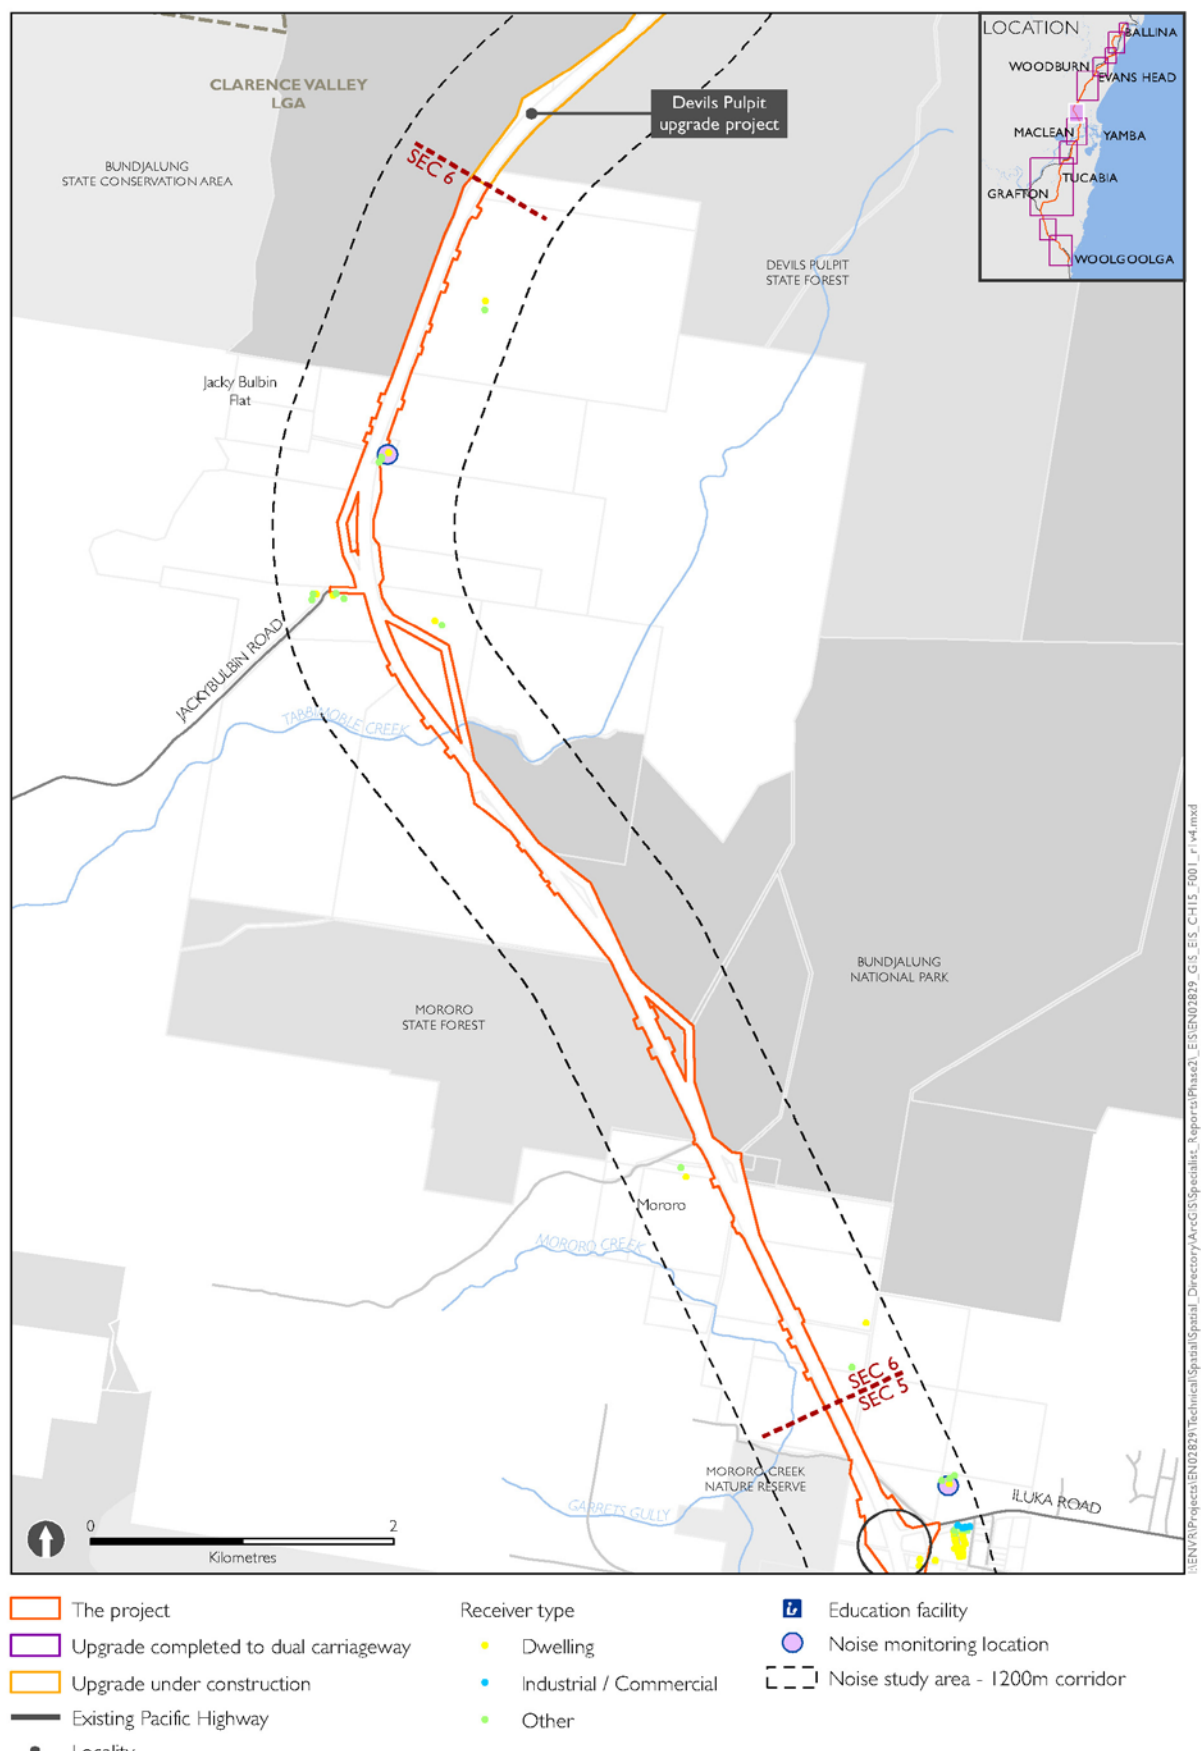 CLARENCE VALLEY
LGA
BUNDJALUNG
STATE CONSERVATION AREA
SEC 6
Devils Pulpit
upgrade project
DEVILS PULPIT
STATE FOREST
LOCATION
BALLINA
WOODBURN
EVANS HEAD
MACLEAN
YAMBA
TUCABIA
GRAFTON
WOOLGOOLGA
Jacky Bulbin
Flat
JACKYBULBIN ROAD
TABBIMOBLE CREEK
BUNDJALUNG
NATIONAL PARK
MORORO
STATE FOREST
Mororo
MORORO CREEK
SEC 6
SEC 5
MORORO CREEK
NATURE RESERVE
GARRETS GULLY
ILUKA ROAD
0
2
Kilometres
The project
Upgrade completed to dual carriageway
Upgrade under construction
Existing Pacific Highway
Locality
Receiver type
Dwelling
Industrial / Commercial
Other
Education facility
Noise monitoring location
Noise study area - 1200m corridor